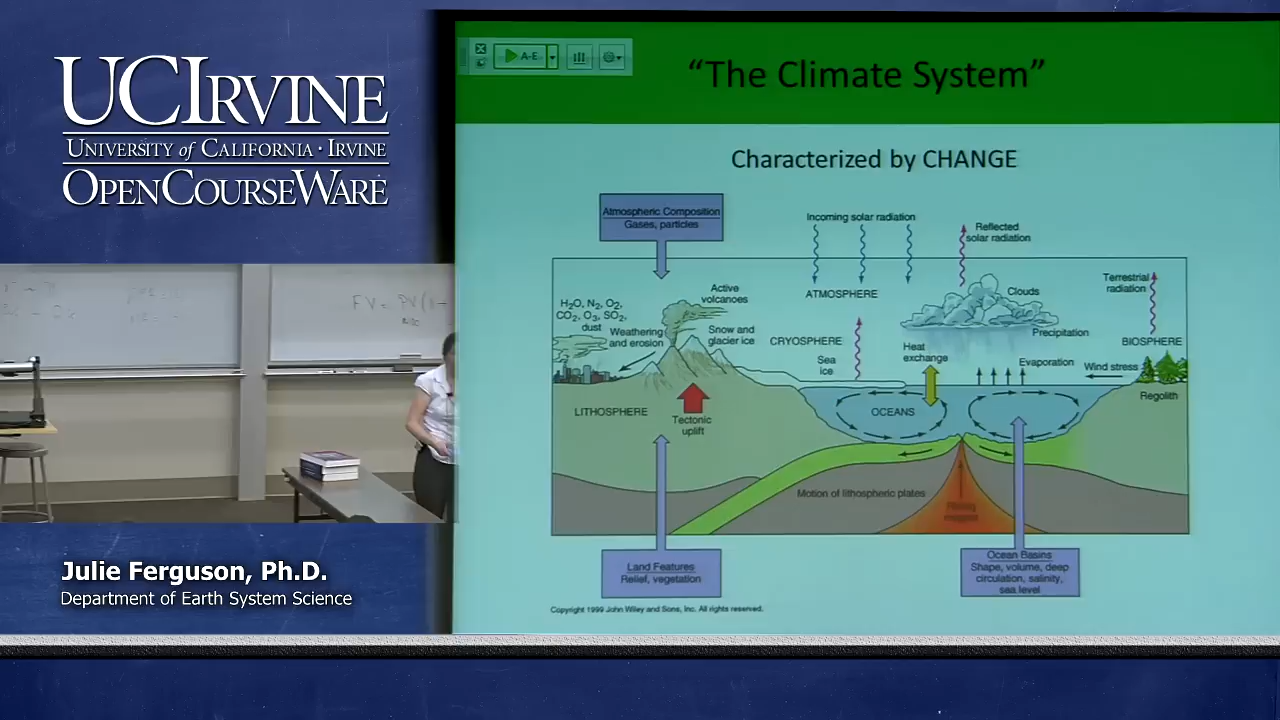 UCIRVINE
UNIVERSITY of CALIFORNIA · IRVINE
OPENCOURSEWARE
Julie Ferguson, Ph.D.
Department of Earth System Science
A-E
“The Climate System”
Characterized by CHANGE
Atmospheric Composition
Gases, particles
Incoming solar radiation
Reflected
solar radiation
ATMOSPHERE
Terrestrial
radiation
H₂O, N₂, O₂,
CO₂, O₃, SO₂,
dust
Active
volcanoes
Clouds
Weathering
and erosion
Snow and
glacier ice
CRYOSPHERE
Sea
ice
Heat
exchange
Precipitation
BIOSPHERE
Evaporation
Wind stress
Regolith
LITHOSPHERE
Tectonic
uplift
OCEANS
Motion of lithospheric plates
Land Features
Relief, vegetation
Ocean Basins
Shape, volume, deep
circulation, salinity,
sea level
Copyright 1999 John Wiley and Sons, Inc. All rights reserved.